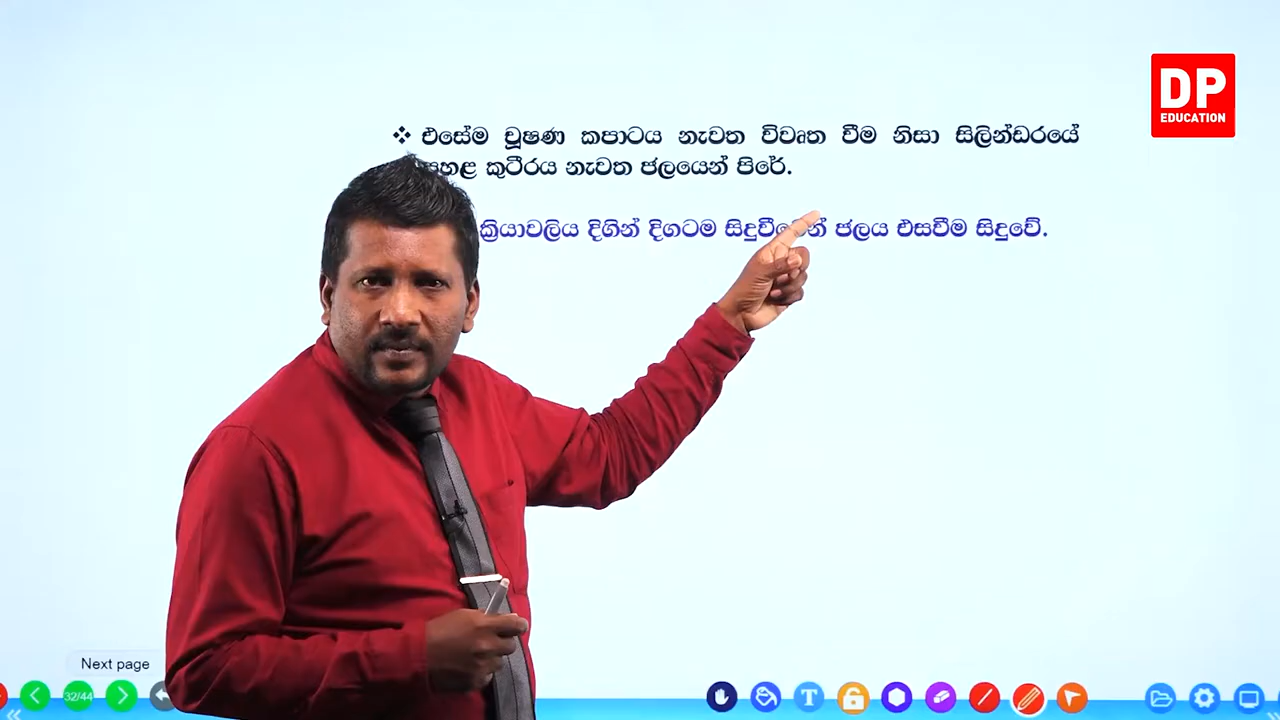 DP
EDUCATION
❖ එසේම චූෂණ කපාටය නැවත විවෘත වීම නිසා සිලින්ඩරයේ
කුටීරය නැවත ජලයෙන් පිරේ.
ක්‍රියාවලිය දිගින් දිගටම ජලය එසවීම සිදුවේ.
Next page
32/44
T